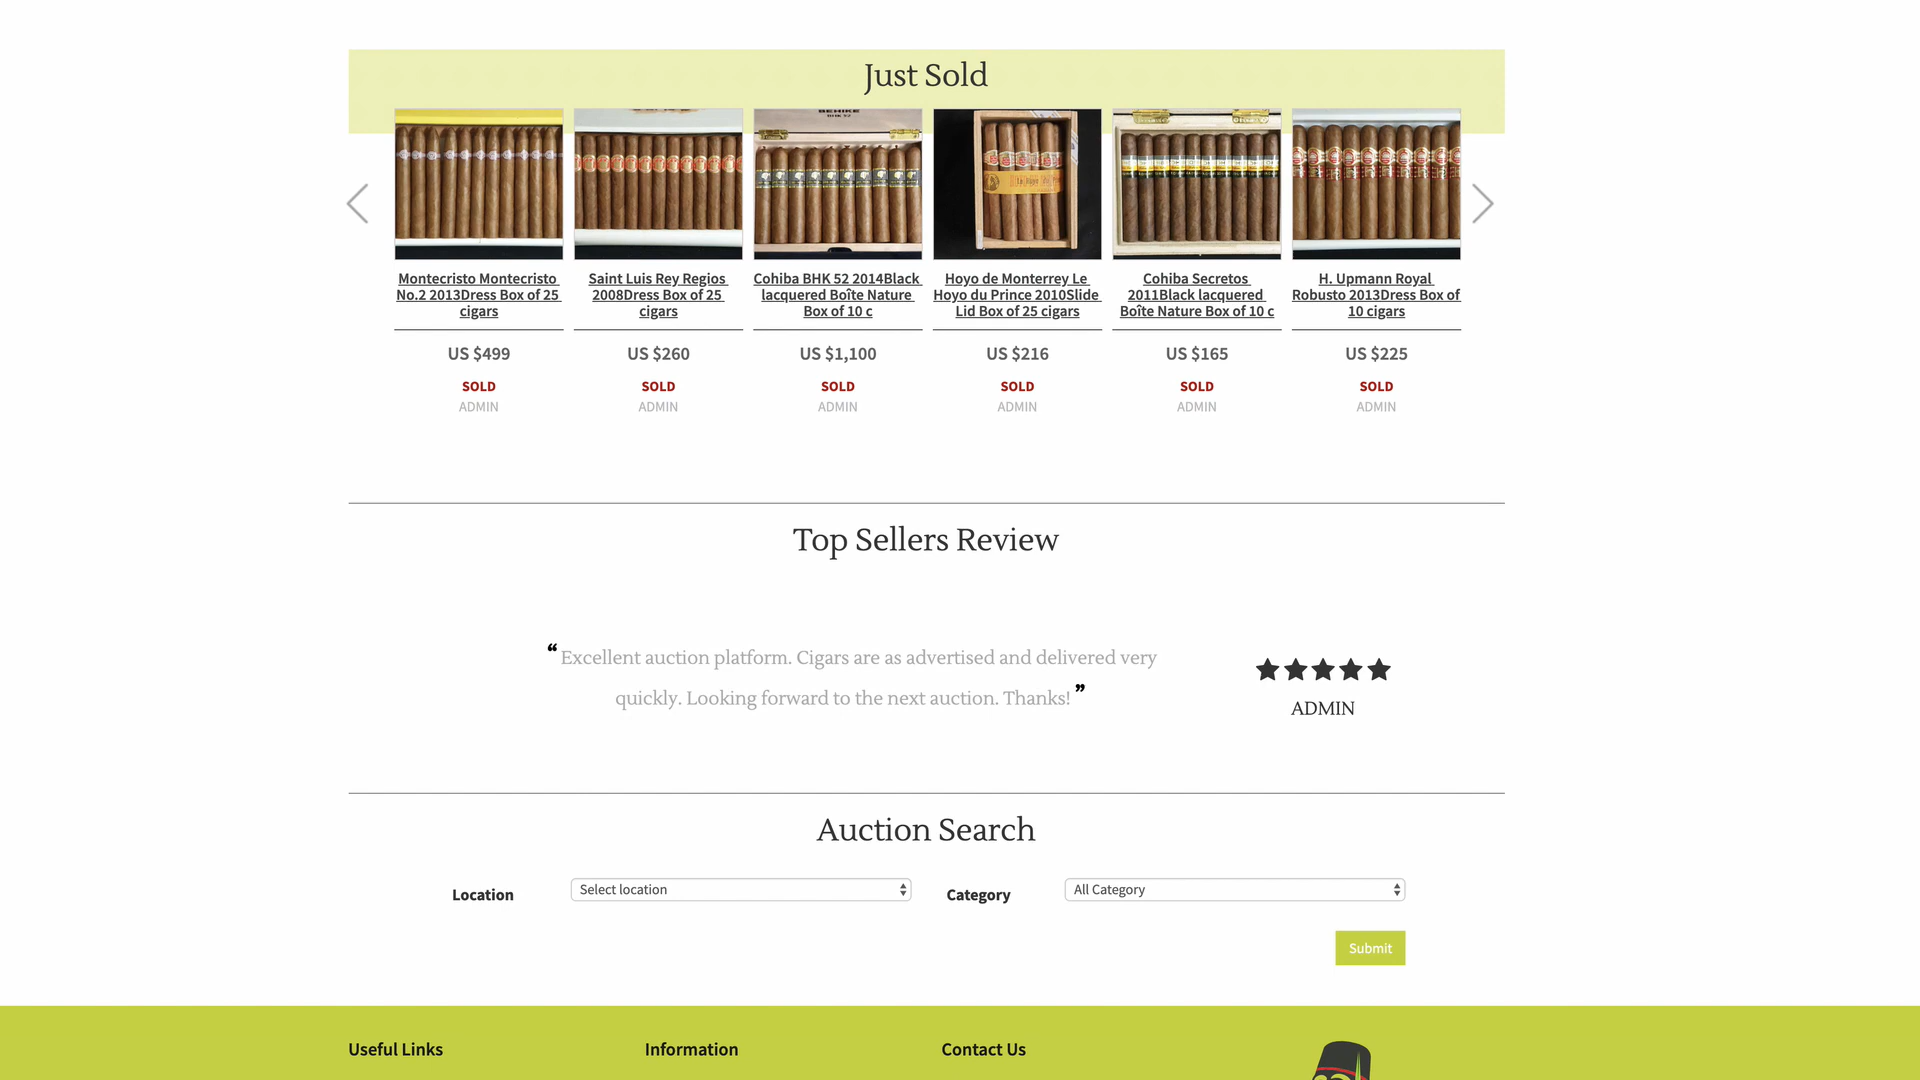 Just Sold
BEHIKE
BHK 52
Montecristo Montecristo
No.2 2013Dress Box of 25
cigars
US $499
SOLD
ADMIN
Saint Luis Rey Regios
2008Dress Box of 25
cigars
US $260
SOLD
ADMIN
Cohiba BHK 52 2014Black
lacquered Boîte Nature
Box of 10 c
US $1,100
SOLD
ADMIN
Hoyo de Monterrey Le
Hoyo du Prince 2010Slide
Lid Box of 25 cigars
US $216
SOLD
ADMIN
Cohiba Secretos
2011Black lacquered
Boîte Nature Box of 10 c
US $165
SOLD
ADMIN
H. Upmann Royal
Robusto 2013Dress Box of
10 cigars
US $225
SOLD
ADMIN
Top Sellers Review
“ Excellent auction platform. Cigars are as advertised and delivered very
quickly. Looking forward to the next auction. Thanks! ”
ADMIN
Auction Search
Location
Select location
Category
All Category
Submit
Useful Links
Information
Contact Us